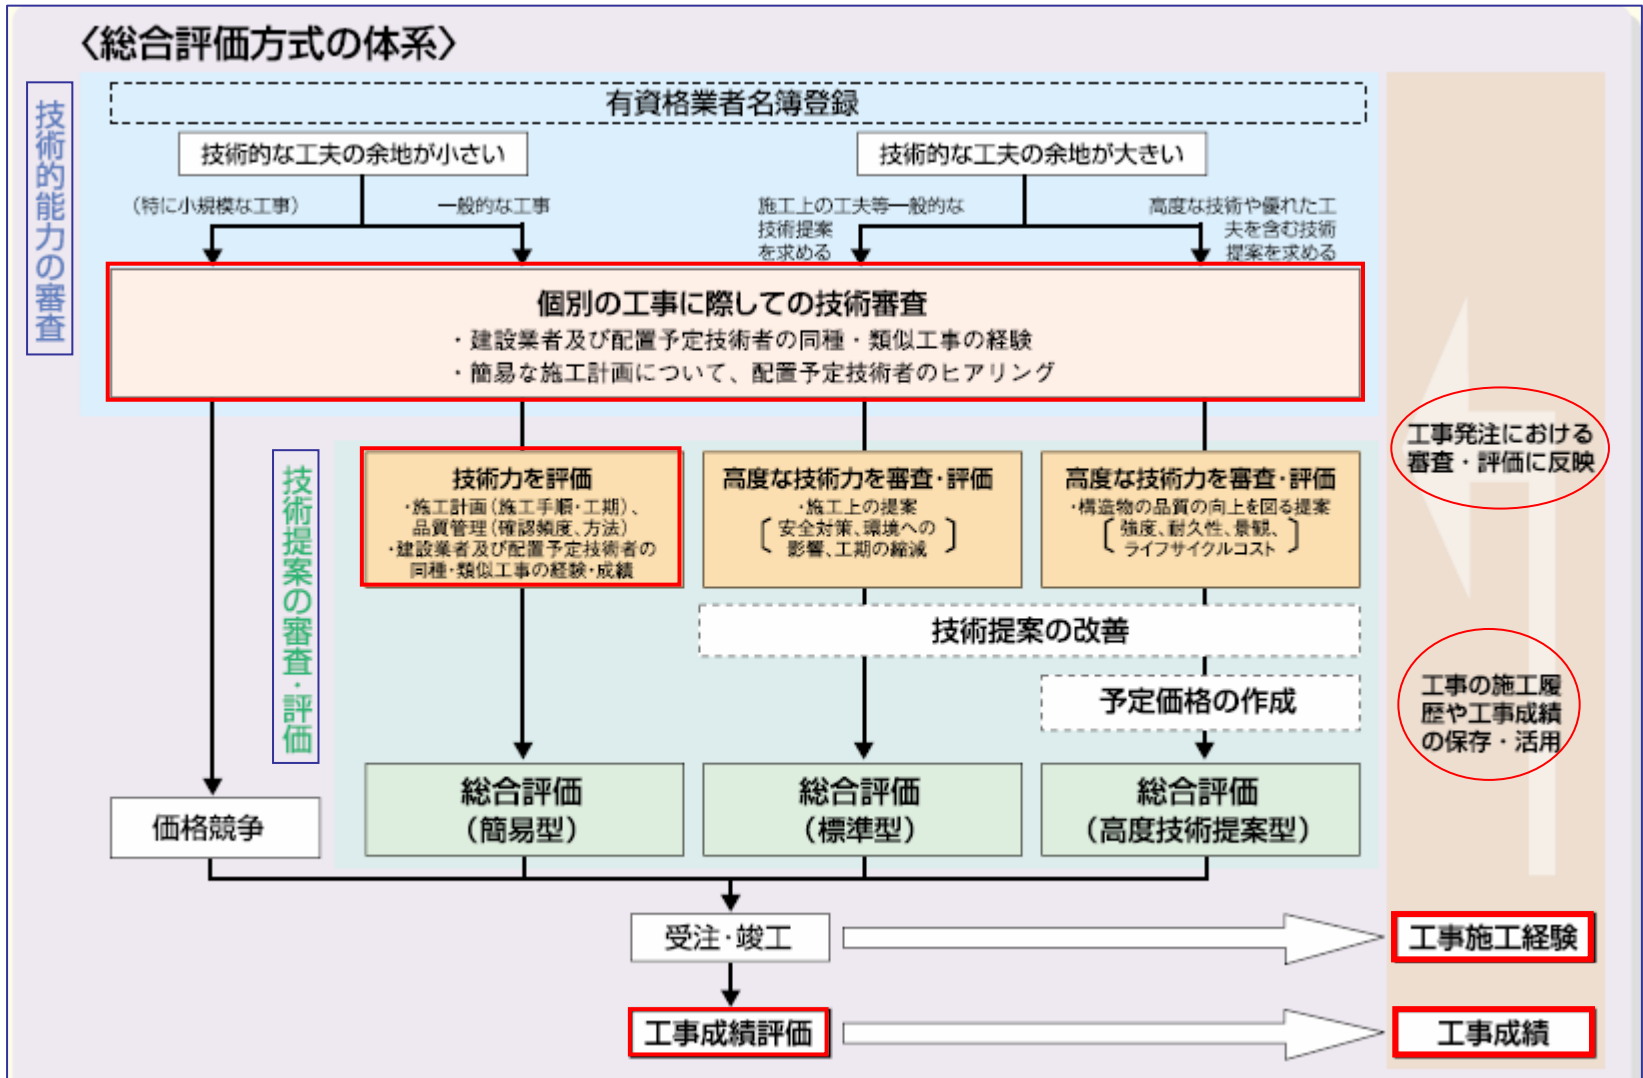 〈総合評価方式の体系〉
技術的能力の審査
有資格業者名簿登録
技術的な工夫の余地が小さい
技術的な工夫の余地が大きい
(特に小規模な工事)
一般的な工事
施工上の工夫等一般的な
技術提案
を求める
高度な技術や優れた工
夫を含む技術
提案を求める
個別の工事に際しての技術審査
・建設業者及び配置予定技術者の同種・類似工事の経験
・簡易な施工計画について、配置予定技術者のヒアリング
技術提案の審査・評価
技術力を評価
・施工計画(施工手順・工期)、
品質管理(確認頻度、方法)
・建設業者及び配置予定技術者の
同種・類似工事の経験・成績
高度な技術力を審査・評価
・施工上の提案
安全対策、環境への
影響、工期の縮減
高度な技術力を審査・評価
・構造物の品質の向上を図る提案
強度、耐久性、景観、
ライフサイクルコスト
技術提案の改善
予定価格の作成
価格競争
総合評価
(簡易型)
総合評価
(標準型)
総合評価
(高度技術提案型)
工事発注における
審査・評価に反映
工事の施工履
歴や工事成績
の保存・活用
受注・竣工
工事施工経験
工事成績評価
工事成績